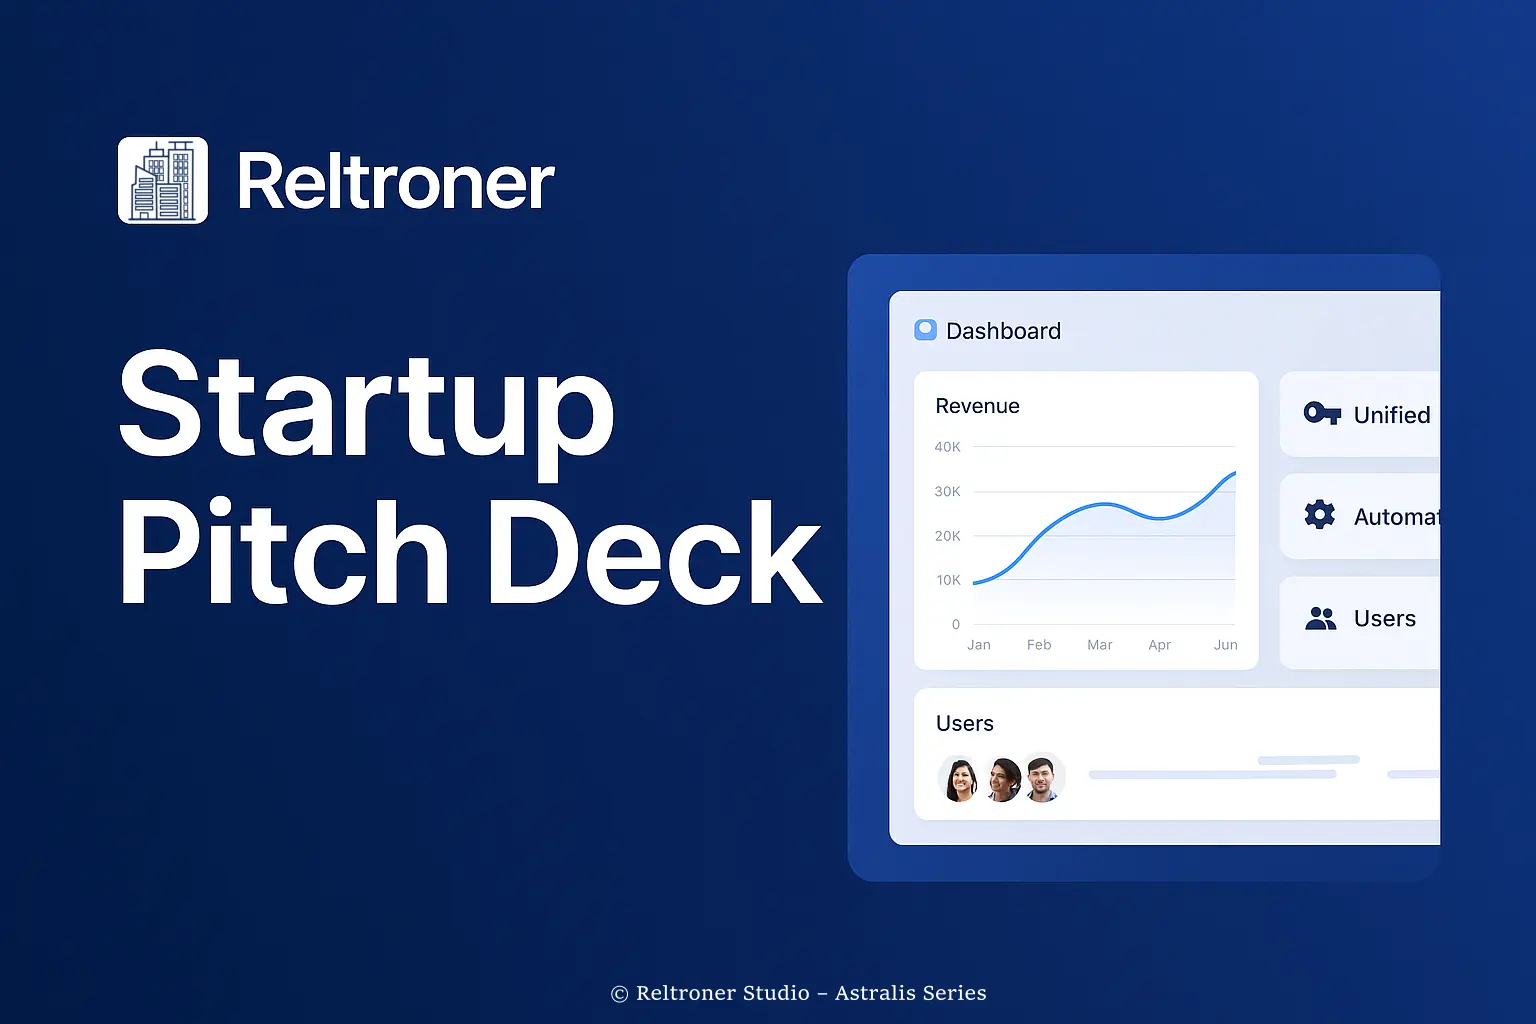 Reltroner
Startup
Pitch Deck
Dashboard
Revenue
40K
30K
20K
10K
0
Jan Feb Mar Apr Jun
Unified
Automat
Users
Users
© Reltroner Studio – Astralis Series